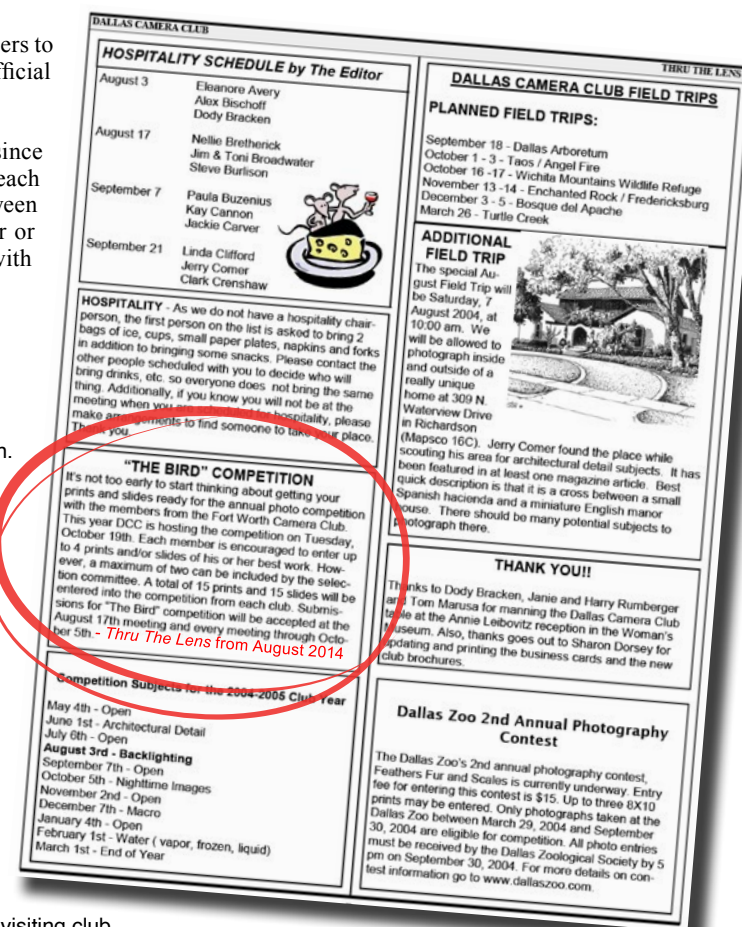 ers to
fficial
since
each
ween
r or
with
n.
DALLAS CAMERA CLUB
THRU THE LENS
HOSPITALITY SCHEDULE by The Editor
August 3 Eleanore Avery
Alex Bischoff
Dody Bracken
August 17 Nellie Bretherick
Jim & Toni Broadwater
Steve Burlison
September 7 Paula Buzenius
Kay Cannon
Jackie Carver
September 21 Linda Clifford
Jerry Comer
Clark Crenshaw
HOSPITALITY - As we do not have a hospitality chair-
person, the first person on the list is asked to bring 2
bags of ice, cups, small paper plates, napkins and forks
in addition to bringing some snacks. Please contact the
other people scheduled with you to decide who will
bring drinks, etc. so everyone does not bring the same
thing. Additionally, if you know you will not be at the
meeting when you are scheduled for hospitality, please
make arrangements to find someone to take your place.
Thank you.
“THE BIRD” COMPETITION
It's not too early to start thinking about getting your
prints and slides ready for the annual photo competition
with the members from the Fort Worth Camera Club.
This year DCC is hosting the competition on Tuesday,
October 19th. Each member is encouraged to enter up
to 4 prints and/or slides of his or her best work. How-
ever, a maximum of two can be included by the selec-
tion committee. A total of 15 prints and 15 slides will be
entered into the competition from each club. Submis-
sions for “The Bird” competition will be accepted at the
August 17th meeting and every meeting through Octo-
ber 5th.- Thru The Lens from August 2014
Competition Subjects for the 2004-2005 Club Year
May 4th - Open
June 1st - Architectural Detail
July 6th - Open
August 3rd - Backlighting
September 7th - Open
October 5th - Nighttime Images
November 2nd - Open
December 7th - Macro
January 4th - Open
February 1st - Water ( vapor, frozen, liquid)
March 1st - End of Year
DALLAS CAMERA CLUB FIELD TRIPS
PLANNED FIELD TRIPS:
September 18 - Dallas Arboretum
October 1 - 3 - Taos / Angel Fire
October 16 -17 - Wichita Mountains Wildlife Refuge
November 13 -14 - Enchanted Rock / Fredericksburg
December 3 - 5 - Bosque del Apache
March 26 - Turtle Creek
ADDITIONAL
FIELD TRIP
The special Au-
gust Field Trip will
be Saturday, 7
August 2004, at
10:00 am. We
will be allowed to
photograph inside
and outside of a
really unique
home at 309 N.
Waterview Drive
in Richardson
(Mapsco 16C). Jerry Comer found the place while
scouting his area for architectural detail subjects. It has
been featured in at least one magazine article. Best
quick description is that it is a cross between a small
Spanish hacienda and a miniature English manor
house. There should be many potential subjects to
photograph there.
THANK YOU!!
Thanks to Dody Bracken, Janie and Harry Rumberger
and Tom Marusa for manning the Dallas Camera Club
table at the Annie Leibovitz reception in the Woman's
Museum. Also, thanks goes out to Sharon Dorsey for
updating and printing the business cards and the new
club brochures.
Dallas Zoo 2nd Annual Photography
Contest
The Dallas Zoo's 2nd annual photography contest,
Feathers Fur and Scales is currently underway. Entry
fee for entering this contest is $15. Up to three 8X10
prints may be entered. Only photographs taken at the
Dallas Zoo between March 29, 2004 and September
30, 2004 are eligible for competition. All photo entries
must be received by the Dallas Zoological Society by 5
pm on September 30, 2004. For more details on con-
test information go to www.dallaszoo.com.
visiting club